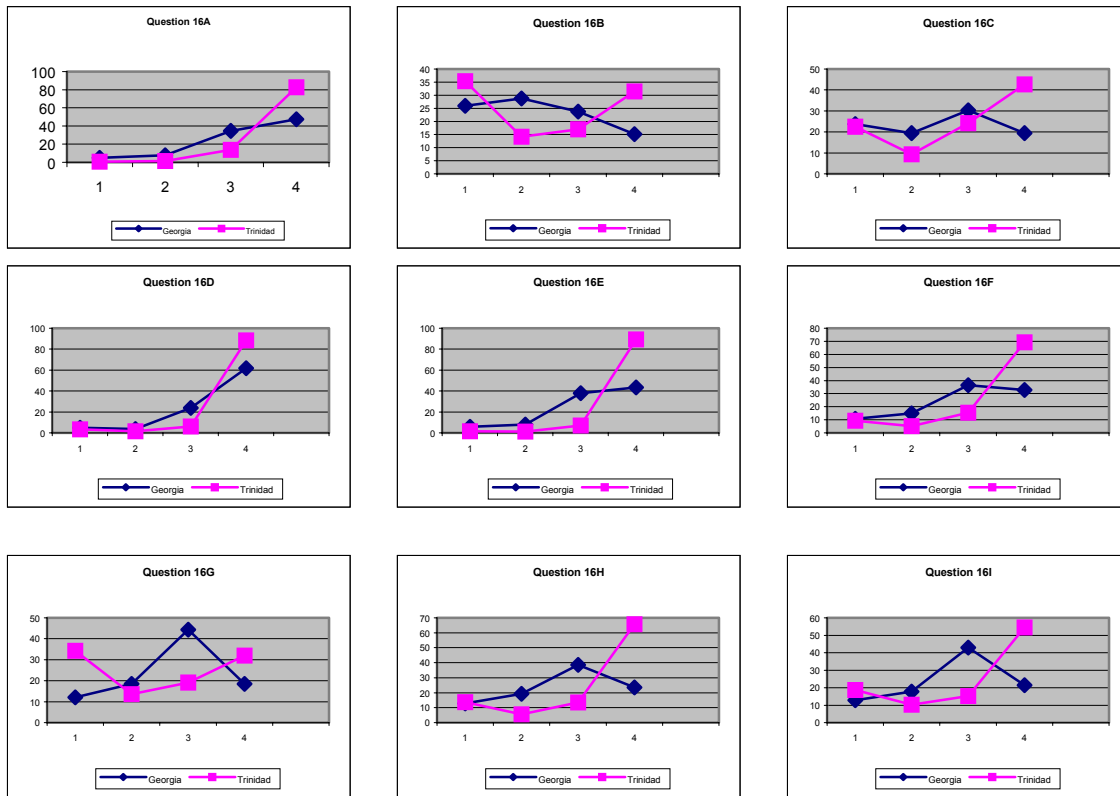 Question 16A
100
80
60
40
20
0
1 2 3 4
Georgia Trinidad
Question 16B
40
35
30
25
20
15
10
5
0
1 2 3 4
Georgia Trinidad
Question 16C
50
40
30
20
10
0
1 2 3 4
Georgia Trinidad
Question 16D
100
80
60
40
20
0
1 2 3 4
Georgia Trinidad
Question 16E
100
80
60
40
20
0
1 2 3 4
Georgia Trinidad
Question 16F
80
70
60
50
40
30
20
10
0
1 2 3 4
Georgia Trinidad
Question 16G
50
40
30
20
10
0
1 2 3 4
Georgia Trinidad
Question 16H
70
60
50
40
30
20
10
0
1 2 3 4
Georgia Trinidad
Question 16I
60
50
40
30
20
10
0
1 2 3 4
Georgia Trinidad